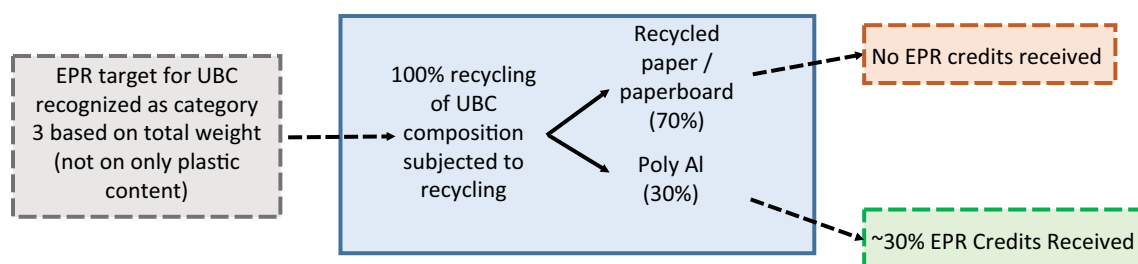 EPR target for UBC
recognized as category
3 based on total weight
(not on only plastic
content)
100% recycling
of UBC
composition
subjected to
recycling
Recycled
paper /
paperboard
(70%)
Poly Al
(30%)
No EPR credits received
~30% EPR Credits Received